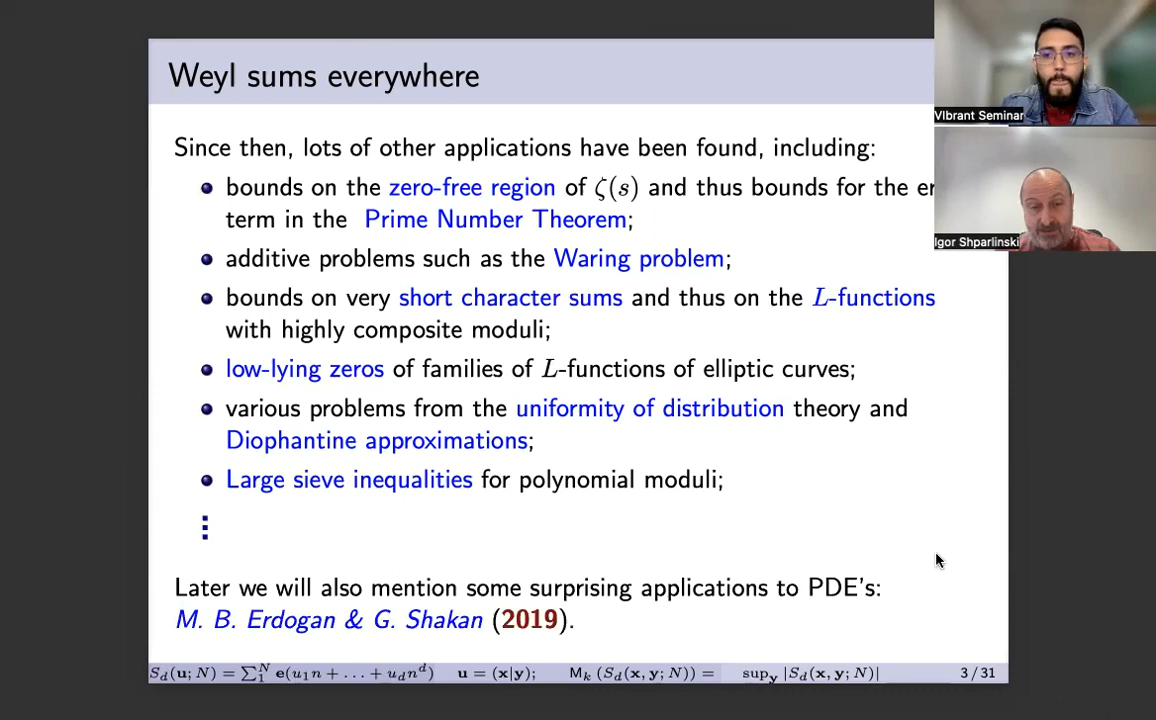 Weyl sums everywhere
Since then, lots of other applications have been found, including:
bounds on the zero-free region of ζ(s) and thus bounds for the
term in the Prime Number Theorem;
additive problems such as the Waring problem;
bounds on very short character sums and thus on the L-functions
with highly composite moduli;
low-lying zeros of families of L-functions of elliptic curves;
various problems from the uniformity of distribution theory and
Diophantine approximations;
Large sieve inequalities for polynomial moduli;
Later we will also mention some surprising applications to PDE's:
M. B. Erdogan & G. Shakan (2019).
S_d(u; N) = ∑_1^N e(u_1n + ... + u_dn^d) u = (x|y); M_k (S_d(x, y; N)) = sup_y |S_d(x, y; N)| 3 / 31
VIbrant Seminar
Igor Shparlinski